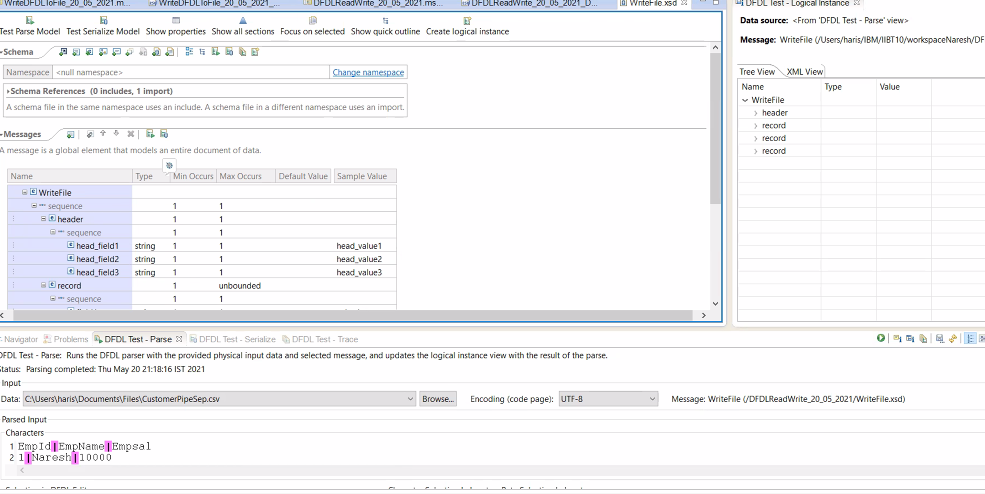 WriteDFDLToFile_20_05_2021.m... WriteDFDLToFile_20_05_2021_... DFDLReadWrite_20_05_2021.ms... DFDLReadWrite_20_05_2021_D... WriteFile.xsd DFDL Test - Logical Instance
Test Parse Model Test Serialize Model Show properties Show all sections Focus on selected Show quick outline Create logical instance
Data source: <From 'DFDL Test - Parse' view>
Message: WriteFile (/Users/haris/IBM/IIBT10/workspaceNaresh/DF
Schema
Namespace <null namespace> Change namespace
Schema References (0 includes, 1 import)
A schema file in the same namespace uses an include. A schema file in a different namespace uses an import.
Messages
A message is a global element that models an entire document of data.
Name Type Min Occurs Max Occurs Default Value Sample Value
WriteFile
sequence 1 1
header 1 1
sequence 1 1
head_field1 string 1 1 head_value1
head_field2 string 1 1 head_value2
head_field3 string 1 1 head_value3
record 1 unbounded
sequence 1 1
Tree View XML View
Name Type Value
WriteFile
header
record
record
record
Navigator Problems DFDL Test - Parse DFDL Test - Serialize DFDL Test - Trace
DFDL Test - Parse: Runs the DFDL parser with the provided physical input data and selected message, and updates the logical instance view with the result of the parse.
Status: Parsing completed: Thu May 20 21:18:16 IST 2021
Input
Data: C:\Users\haris\Documents\Files\CustomerPipeSep.csv Browse... Encoding (code page): UTF-8 Message: WriteFile (/DFDLReadWrite_20_05_2021/WriteFile.xsd)
Parsed Input
Characters
1 EmpId|EmpName|Empsal
2 1|Naresh|10000